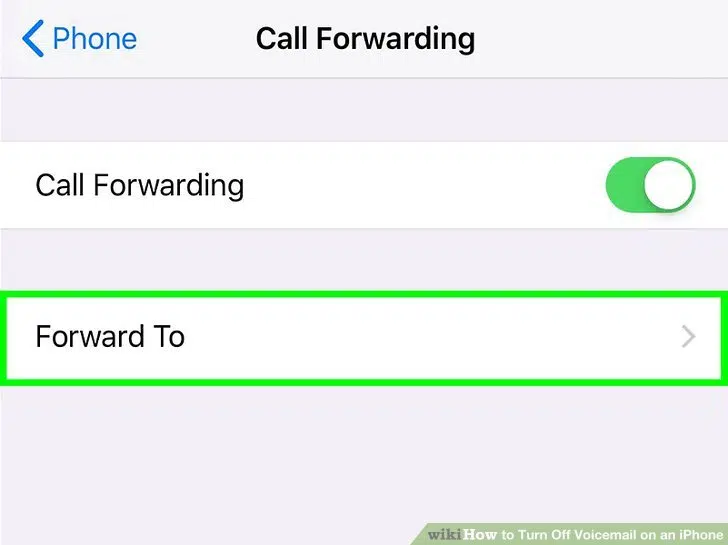 Phone
Call Forwarding
Call Forwarding
Forward To
wikiHow to Turn Off Voicemail on an iPhone